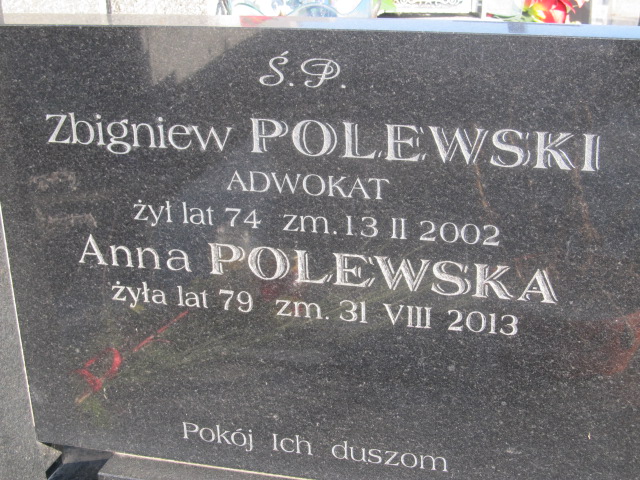 Ś.P.
Zbigniew POLEWSKI
ADWOKAT
żył lat 74 zm. 13 II 2002
Anna POLEWSKA
żyła lat 79 zm. 31 VIII 2013
Pokój Ich duszom